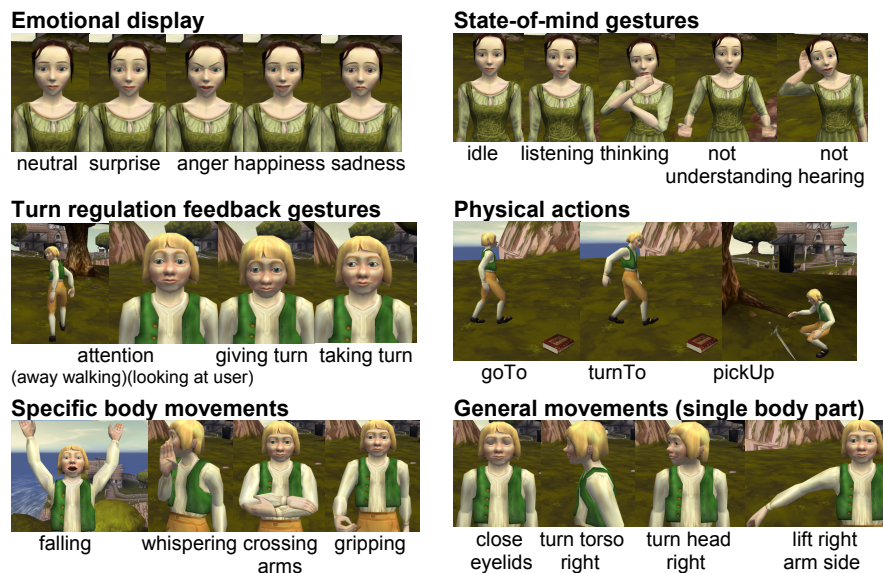 Emotional display
neutral surprise anger happiness sadness
State-of-mind gestures
idle listening thinking not not
understanding hearing
Turn regulation feedback gestures
attention giving turn taking turn
(away walking)(looking at user)
Physical actions
goTo turnTo pickUp
Specific body movements
falling whispering crossing gripping
arms
General movements (single body part)
close turn torso turn head lift right
eyelids right right arm side